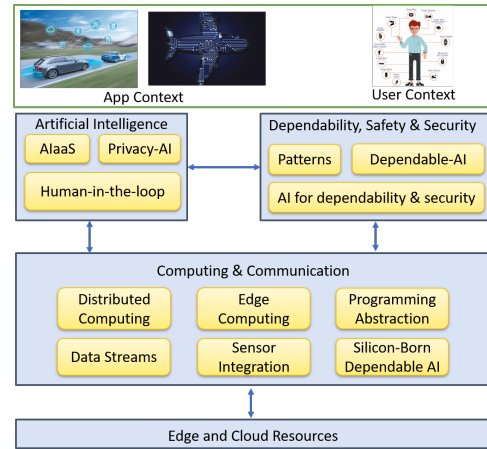 App Context
User Context
Artificial Intelligence
AIaaS
Privacy-AI
Human-in-the-loop
Dependability, Safety & Security
Patterns
Dependable-AI
AI for dependability & security
Computing & Communication
Distributed
Computing
Edge
Computing
Programming
Abstraction
Data Streams
Sensor
Integration
Silicon-Born
Dependable AI
Edge and Cloud Resources